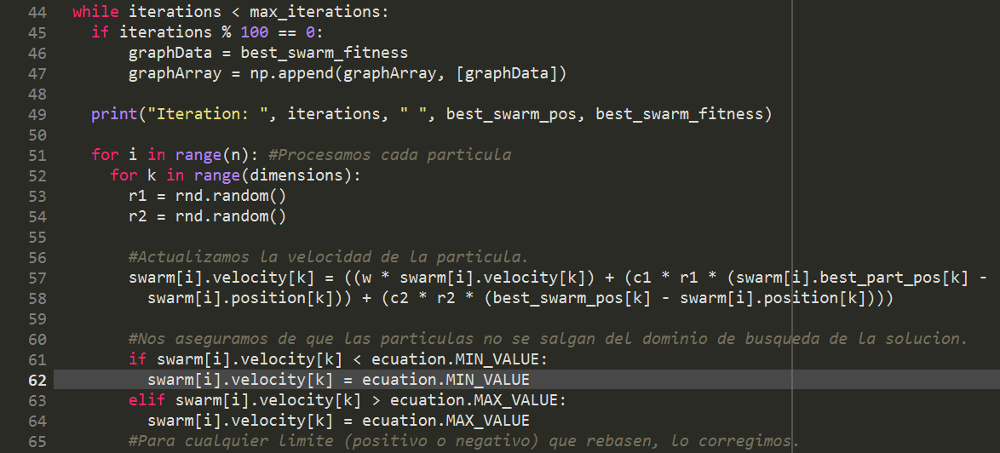 44 while iterations < max_iterations:
45 if iterations % 100 == 0:
46 graphData = best_swarm_fitness
47 graphArray = np.append(graphArray, [graphData])
48
49 print("Iteration: ", iterations, " ", best_swarm_pos, best_swarm_fitness)
50
51 for i in range(n): #Procesamos cada particula
52 for k in range(dimensions):
53 r1 = rnd.random()
54 r2 = rnd.random()
55
56 #Actualizamos la velocidad de la particula.
57 swarm[i].velocity[k] = ((w * swarm[i].velocity[k]) + (c1 * r1 * (swarm[i].best_part_pos[k] -
58 swarm[i].position[k])) + (c2 * r2 * (best_swarm_pos[k] - swarm[i].position[k])))
59
60 #Nos aseguramos de que las particulas no se salgan del dominio de busqueda de la solucion.
61 if swarm[i].velocity[k] < ecuation.MIN_VALUE:
62 swarm[i].velocity[k] = ecuation.MIN_VALUE
63 elif swarm[i].velocity[k] > ecuation.MAX_VALUE:
64 swarm[i].velocity[k] = ecuation.MAX_VALUE
65 #Para cualquier limite (positivo o negativo) que rebasen, lo corregimos.